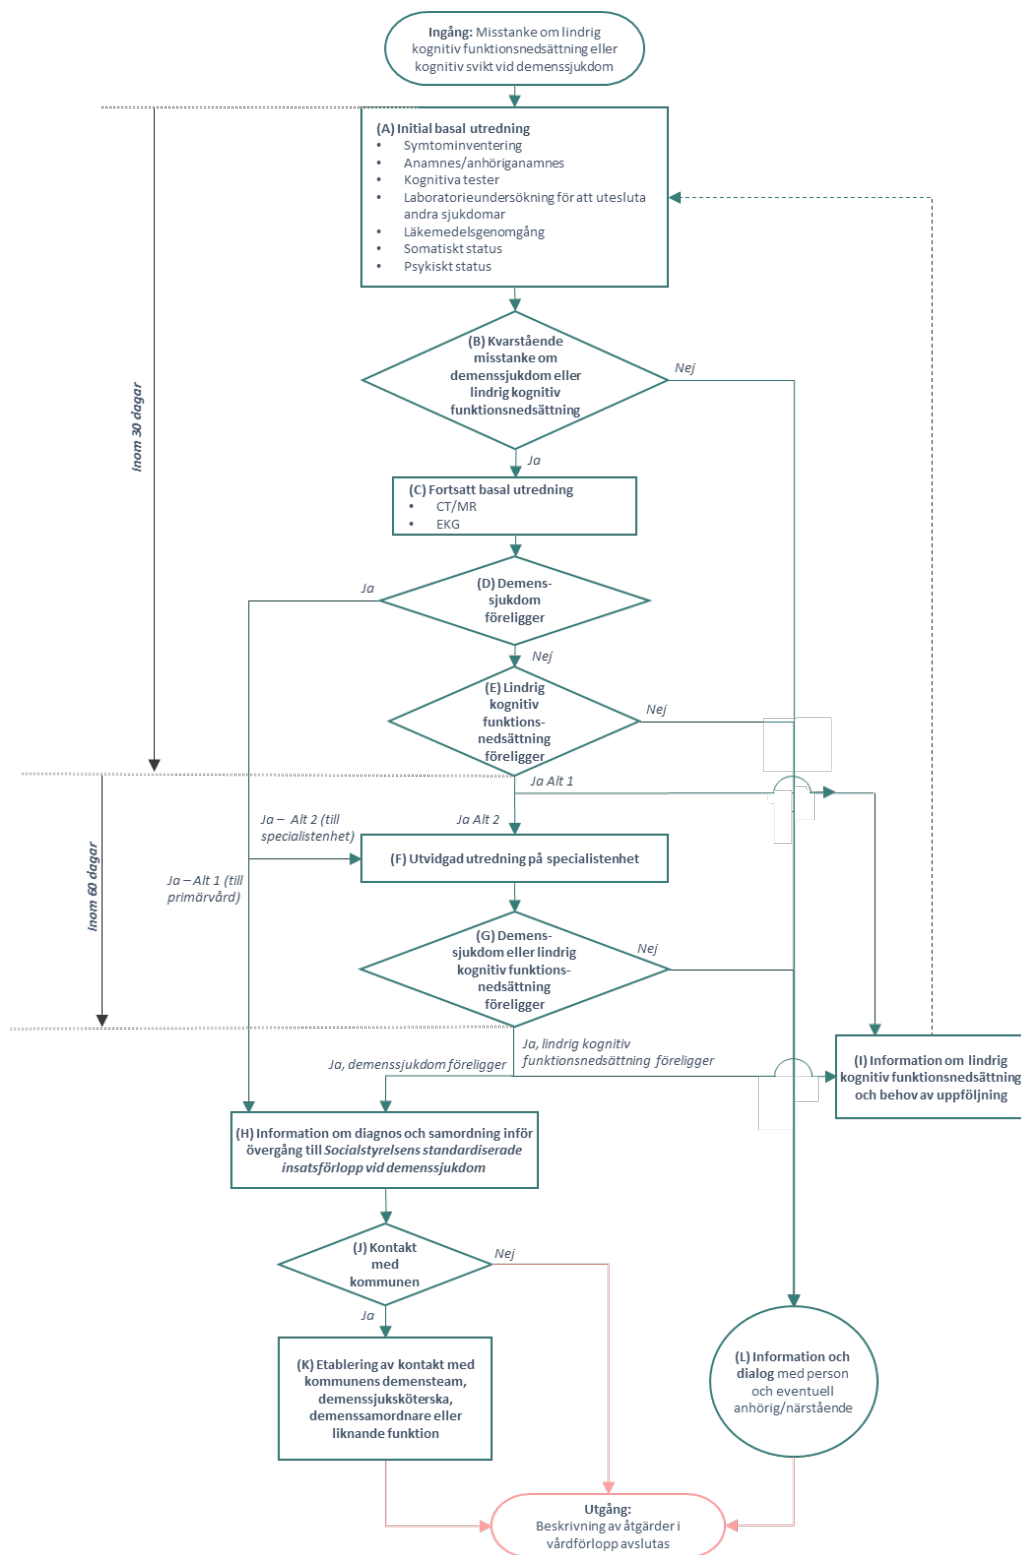 Ingång: Misstanke om lindrig
kognitiv funktionsnedsättning eller
kognitiv svikt vid demenssjukdom
(A) Initial basal utredning
• Symtominventering
• Anamnes/anhöriganamnes
• Kognitiva tester
• Laboratorieundersökning för att utesluta
andra sjukdomar
• Läkemedelsgenomgång
• Somatiskt status
• Psykiskt status
Inom 30 dagar
(B) Kvarstående
misstanke om
demenssjukdom eller
lindrig kognitiv
funktionsnedsättning
Nej
Ja
(C) Fortsatt basal utredning
• CT/MR
• EKG
(D) Demens-
sjukdom
föreligger
Ja
Nej
(E) Lindrig
kognitiv
funktions-
nedsättning
föreligger
Nej
Ja Alt 1
Ja Alt 2
Ja – Alt 2 (till
specialistenhet)
(F) Utvidgad utredning på specialistenhet
Ja – Alt 1 (till
primärvård)
Inom 60 dagar
(G) Demens-
sjukdom eller lindrig
kognitiv funktions-
nedsättning
föreligger
Nej
Ja, lindrig kognitiv
funktionsnedsättning föreligger
Ja, demenssjukdom föreligger
(I) Information om lindrig
kognitiv funktionsnedsättning
och behov av uppföljning
(H) Information om diagnos och samordning inför
övergång till Socialstyrelsens standardiserade
insatsförlopp vid demenssjukdom
(J) Kontakt
med
kommunen
Nej
Ja
(K) Etablering av kontakt med
kommunens demensteam,
demenssjuksköterska,
demenssamordnare eller
liknande funktion
(L) Information och
dialog med person
och eventuell
anhörig/närstående
Utgång:
Beskrivning av åtgärder i
vårdförlopp avslutas